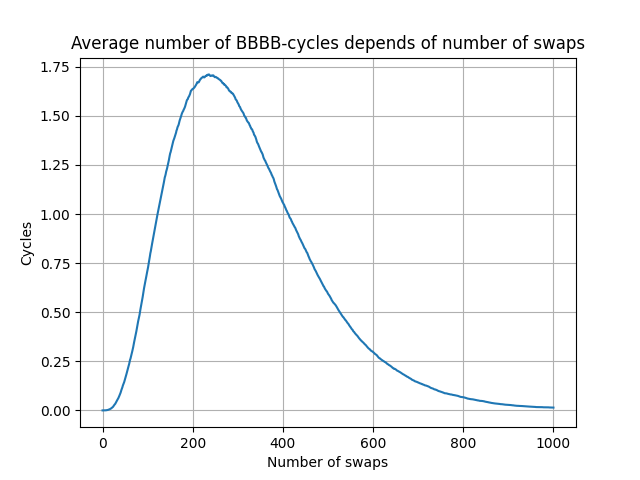 Average number of BBBB-cycles depends of number of swaps
1.75
1.50
1.25
1.00
0.75
0.50
0.25
0.00
Cycles
0 200 400 600 800 1000
Number of swaps